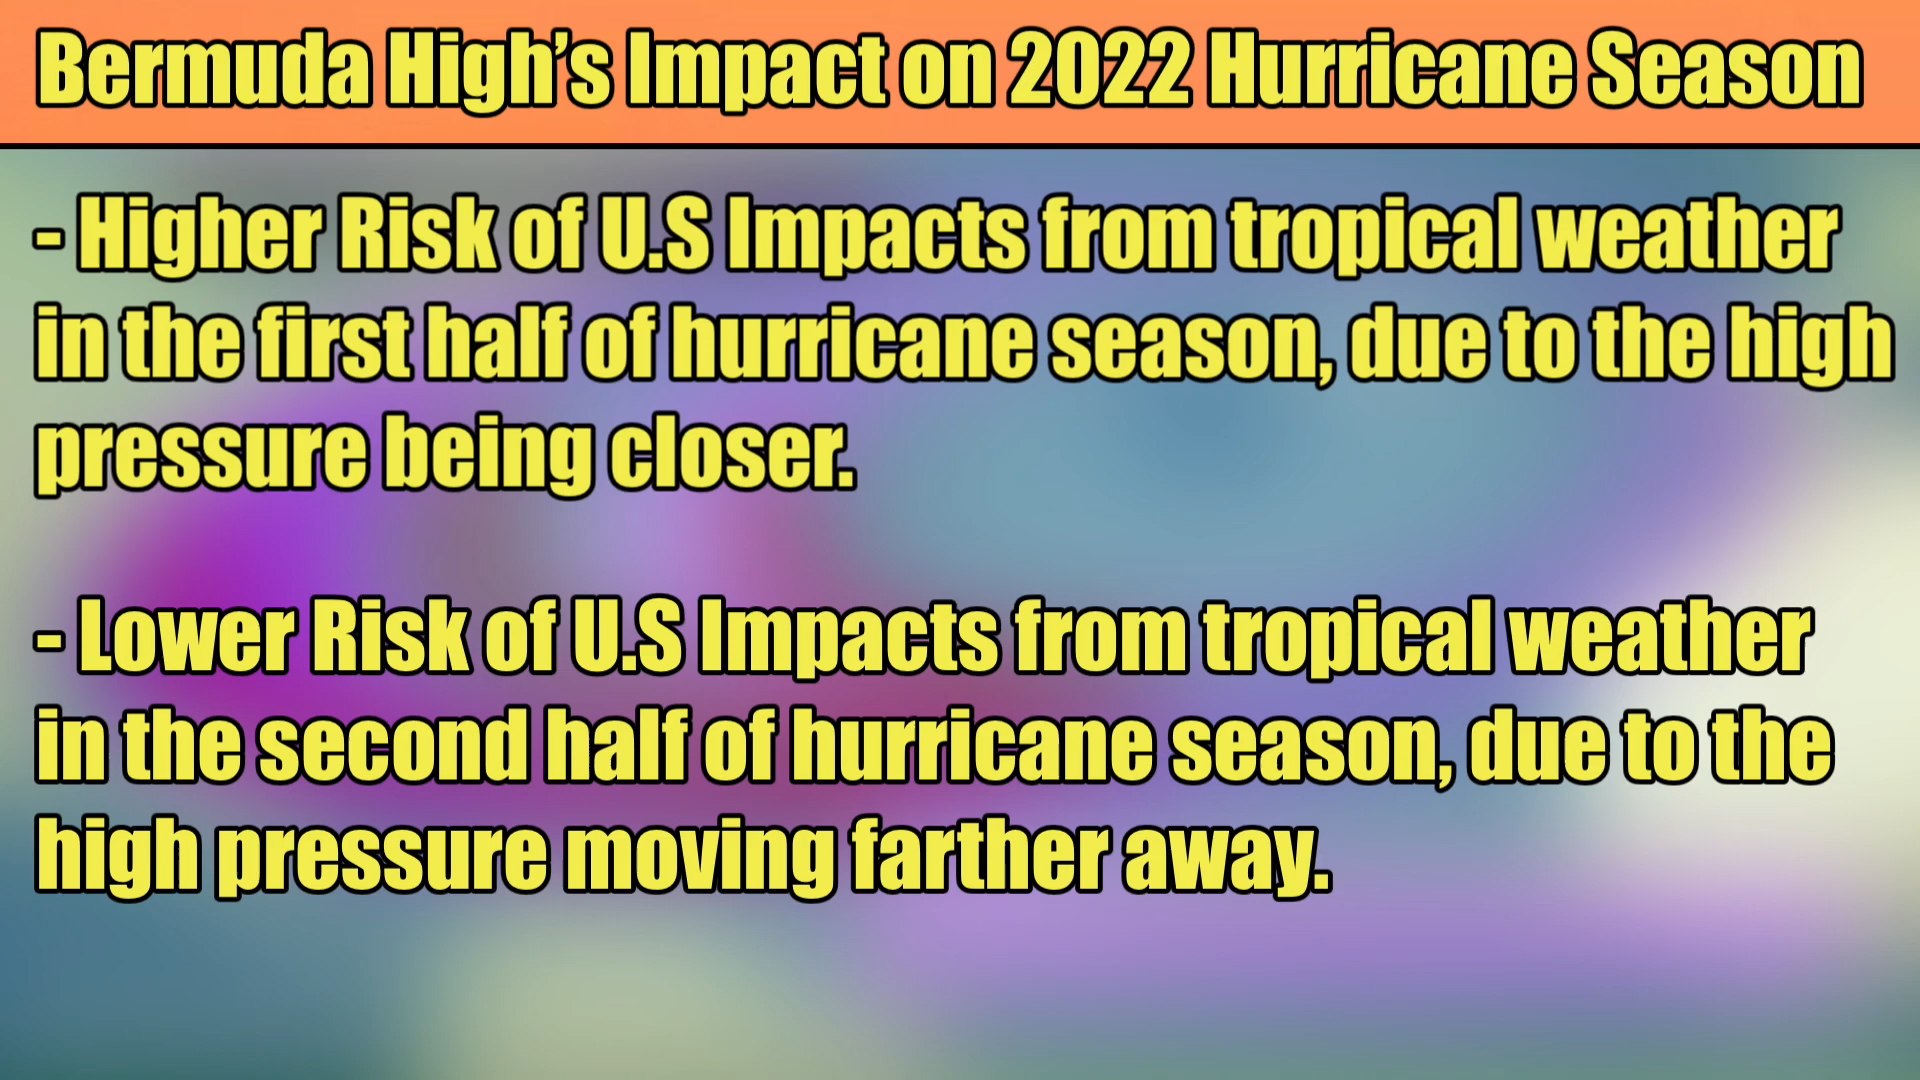 Bermuda High’s Impact on 2022 Hurricane Season
- Higher Risk of U.S Impacts from tropical weather
in the first half of hurricane season, due to the high
pressure being closer.
- Lower Risk of U.S Impacts from tropical weather
in the second half of hurricane season, due to the
high pressure moving farther away.